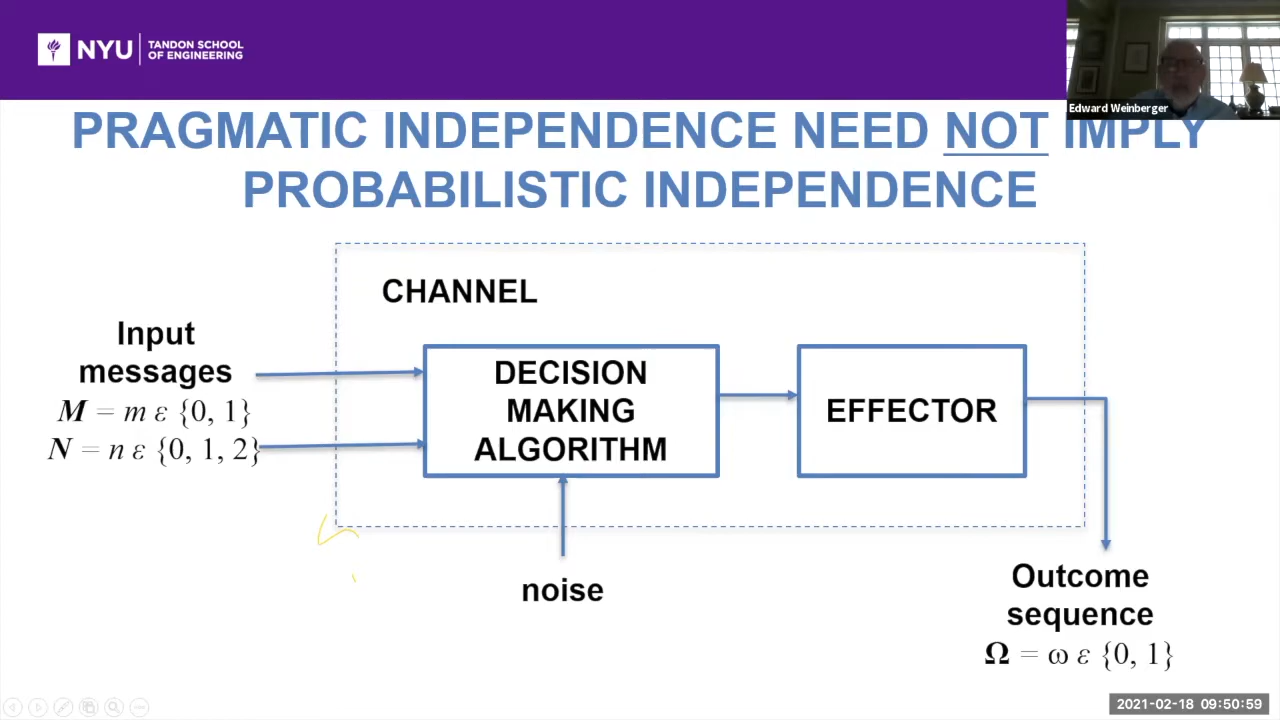 NYU
TANDON SCHOOL
OF ENGINEERING
Edward Weinberger
PRAGMATIC INDEPENDENCE NEED NOT IMPLY
PROBABILISTIC INDEPENDENCE
CHANNEL
Input
messages
M = m ε {0, 1}
N = n ε {0, 1, 2}
DECISION
MAKING
ALGORITHM
EFFECTOR
noise
Outcome
sequence
Ω = ω ε {0, 1}
2021-02-18 09:50:59